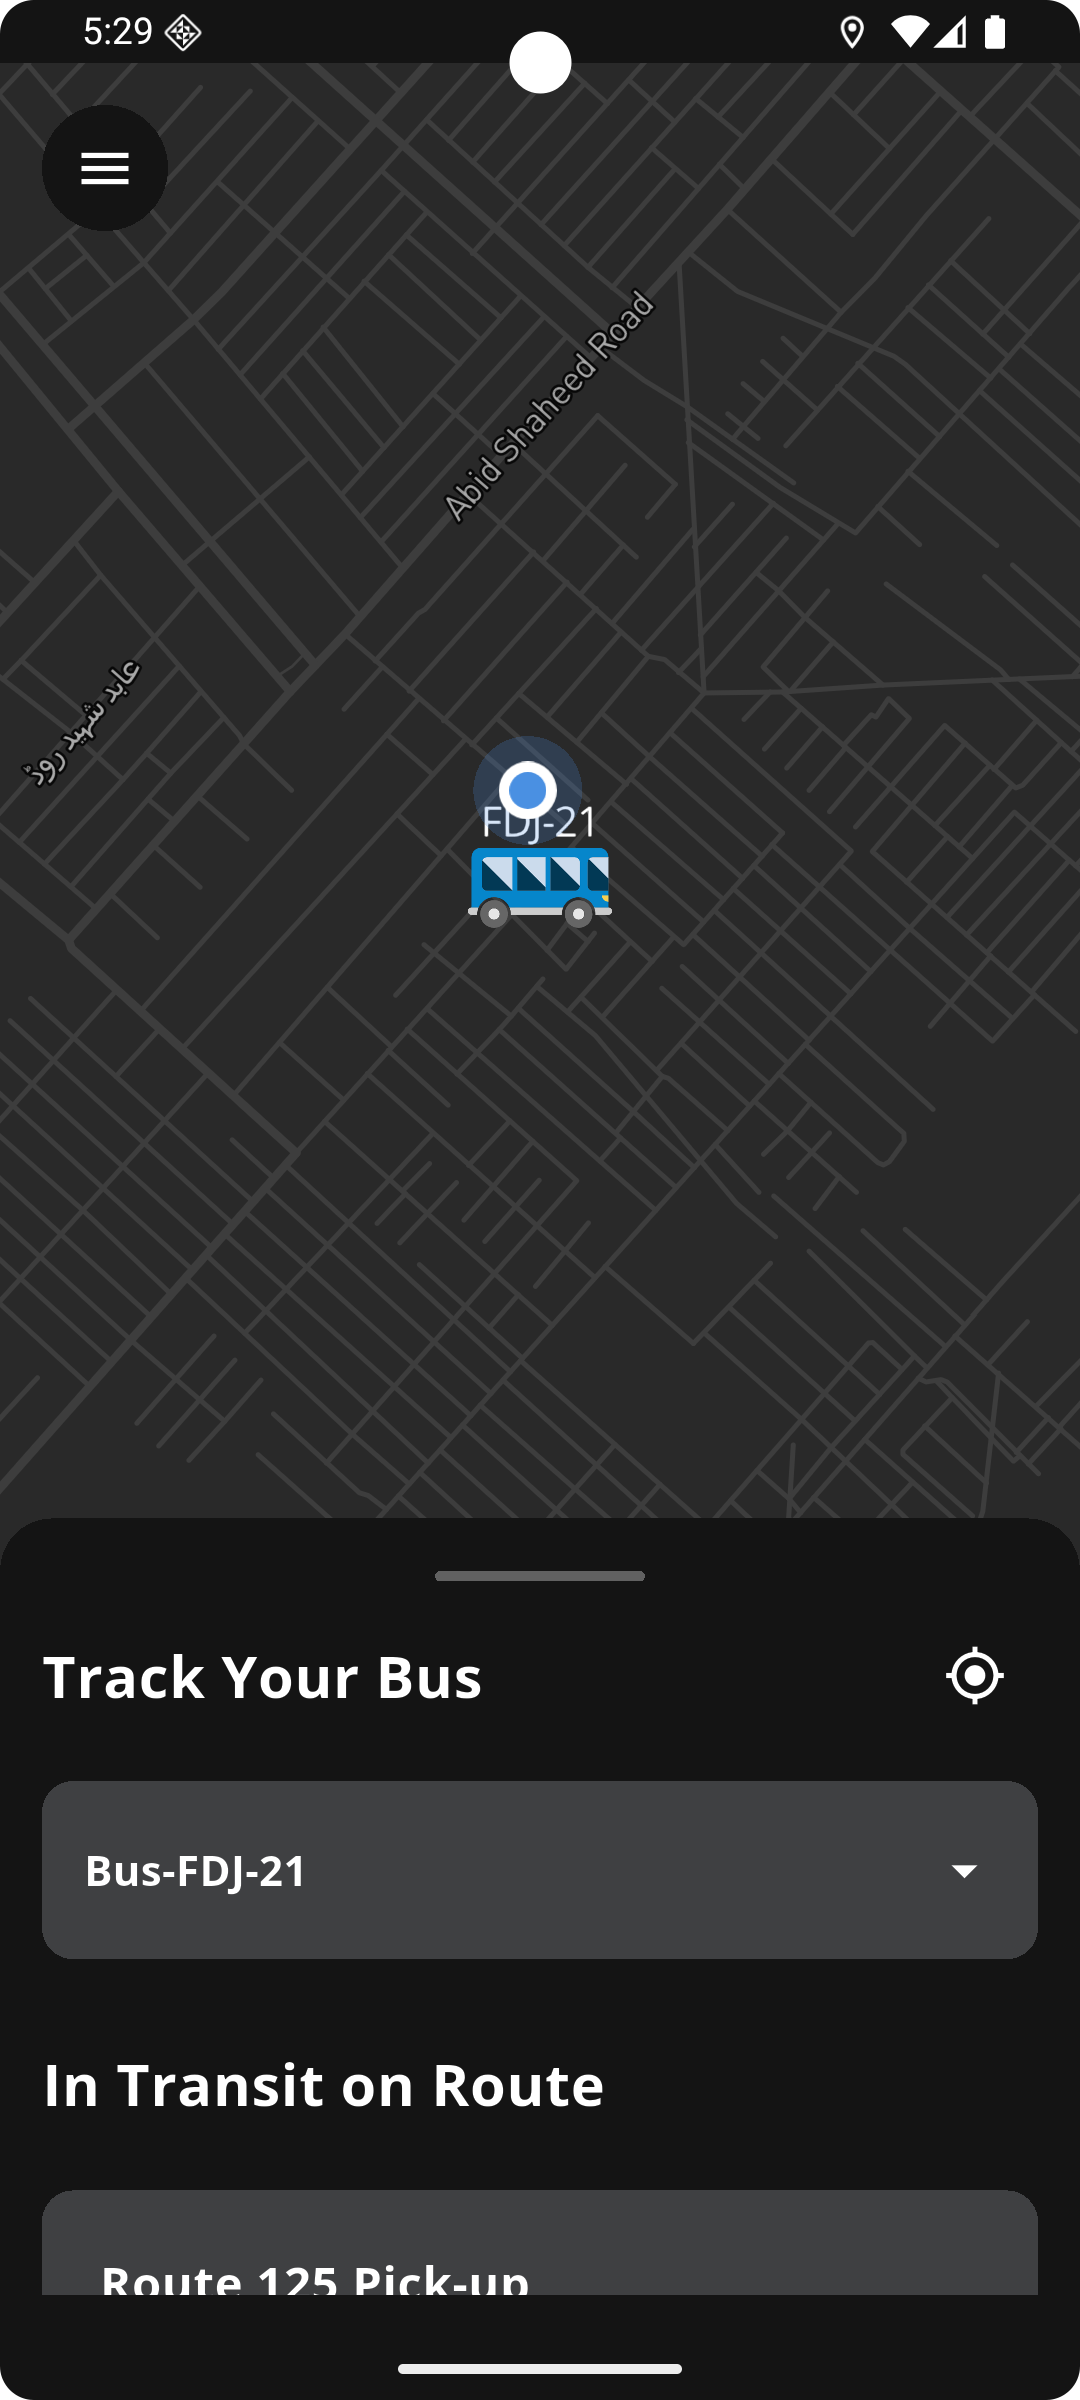 5:29
Abid Shaheed Road
عابد شہید روڈ
FDJ-21
Track Your Bus
Bus-FDJ-21
In Transit on Route
Route 125 Pick-up